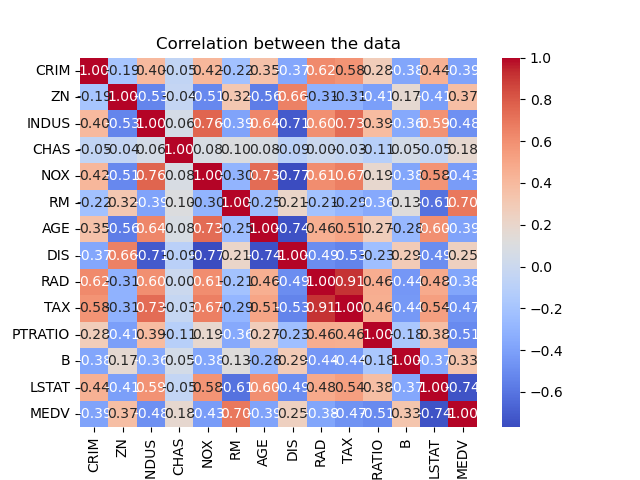 Correlation between the data
CRIM 1.00 -0.19 0.40 -0.05 0.42 -0.22 0.35 -0.37 0.62 0.58 0.28 -0.38 0.44 -0.39
ZN -0.19 1.00 -0.53 -0.04 -0.51 0.32 -0.56 0.66 -0.31 -0.31 -0.41 0.17 -0.41 0.37
INDUS 0.40 -0.53 1.00 0.06 0.76 -0.39 0.64 -0.71 0.60 0.73 0.39 -0.36 0.59 -0.48
CHAS -0.05 -0.04 0.06 1.00 0.08 0.10 0.08 -0.09 -0.00 -0.03 -0.11 0.05 -0.05 0.18
NOX 0.42 -0.51 0.76 0.08 1.00 -0.30 0.73 -0.77 0.61 0.67 0.19 -0.38 0.58 -0.43
RM -0.22 0.32 -0.39 0.10 -0.30 1.00 -0.25 0.21 -0.21 -0.29 -0.36 0.13 -0.61 0.70
AGE 0.35 -0.56 0.64 0.08 0.73 -0.25 1.00 -0.74 0.46 0.51 0.27 -0.28 0.60 -0.39
DIS -0.37 0.66 -0.71 -0.09 -0.77 0.21 -0.74 1.00 -0.49 -0.53 -0.23 0.29 -0.49 0.25
RAD 0.62 -0.31 0.60 -0.00 0.61 -0.21 0.46 -0.49 1.00 0.91 0.46 -0.44 0.48 -0.38
TAX 0.58 -0.31 0.73 -0.03 0.67 -0.29 0.51 -0.53 0.91 1.00 0.46 -0.44 0.54 -0.47
PTRATIO 0.28 -0.41 0.39 -0.11 0.19 -0.36 0.27 -0.23 0.46 0.46 1.00 -0.18 0.38 -0.51
B -0.38 0.17 -0.36 0.05 -0.38 0.13 -0.28 0.29 -0.44 -0.44 -0.18 1.00 -0.37 0.33
LSTAT 0.44 -0.41 0.59 -0.05 0.58 -0.61 0.60 -0.49 0.48 0.54 0.38 -0.37 1.00 -0.74
MEDV -0.39 0.37 -0.48 0.18 -0.43 0.70 -0.39 0.25 -0.38 -0.47 -0.51 0.33 -0.74 1.00
CRIM ZN NDUS CHAS NOX RM AGE DIS RAD TAX RATIO B LSTAT MEDV
1.0
0.8
0.6
0.4
0.2
0.0
−0.2
−0.4
−0.6